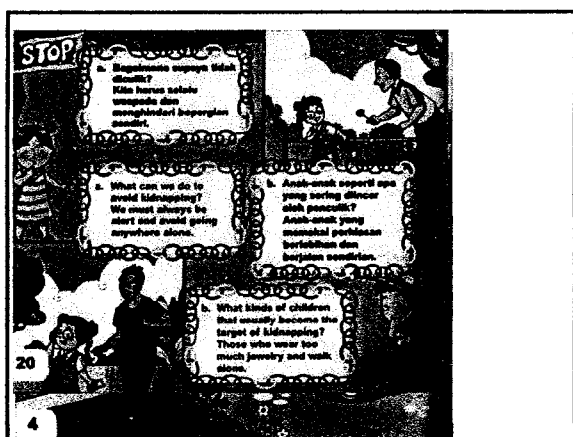 STOP
a. Bagaimana supaya tidak
diculik?
Kita harus selalu
waspada dan
menghindari bepergian
sendiri.
a. What can we do to
avoid kidnapping?
We must always be
alert and avoid going
anywhere alone.
b. Anak-anak seperti apa
yang sering diincar
oleh penculik?
Anak-anak yang
memakai perhiasan
berlebihan dan
berjalan sendirian.
b. What kinds of children
that usually become the
target of kidnapping?
Those who wear too
much jewelry and walk
alone.
20
4